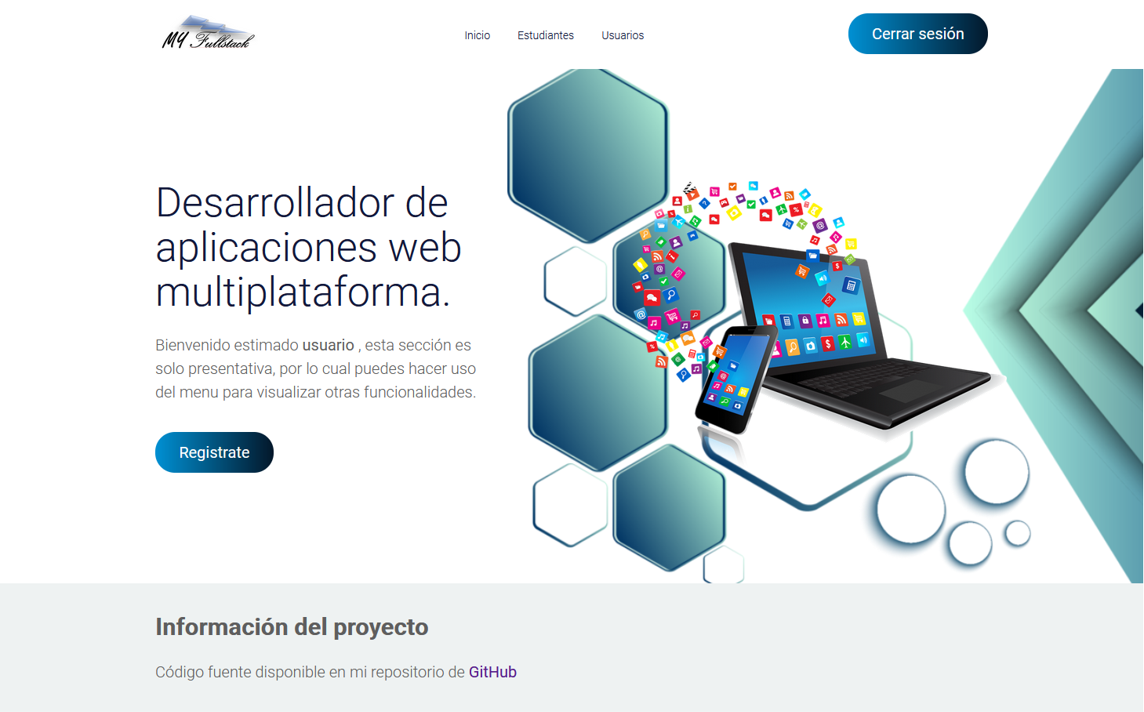 MY Fullstack
Inicio Estudiantes Usuarios
Cerrar sesión
Desarrollador de
aplicaciones web
multiplataforma.
Bienvenido estimado usuario , esta sección es
solo presentativa, por lo cual puedes hacer uso
del menu para visualizar otras funcionalidades.
Registrate
Información del proyecto
Código fuente disponible en mi repositorio de GitHub